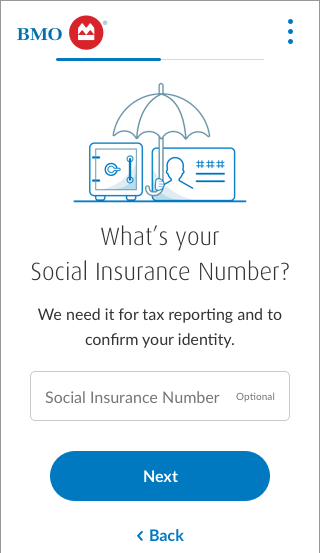 BMO
###
What's your
Social Insurance Number?
We need it for tax reporting and to
confirm your identity.
Social Insurance Number Optional
Next
< Back